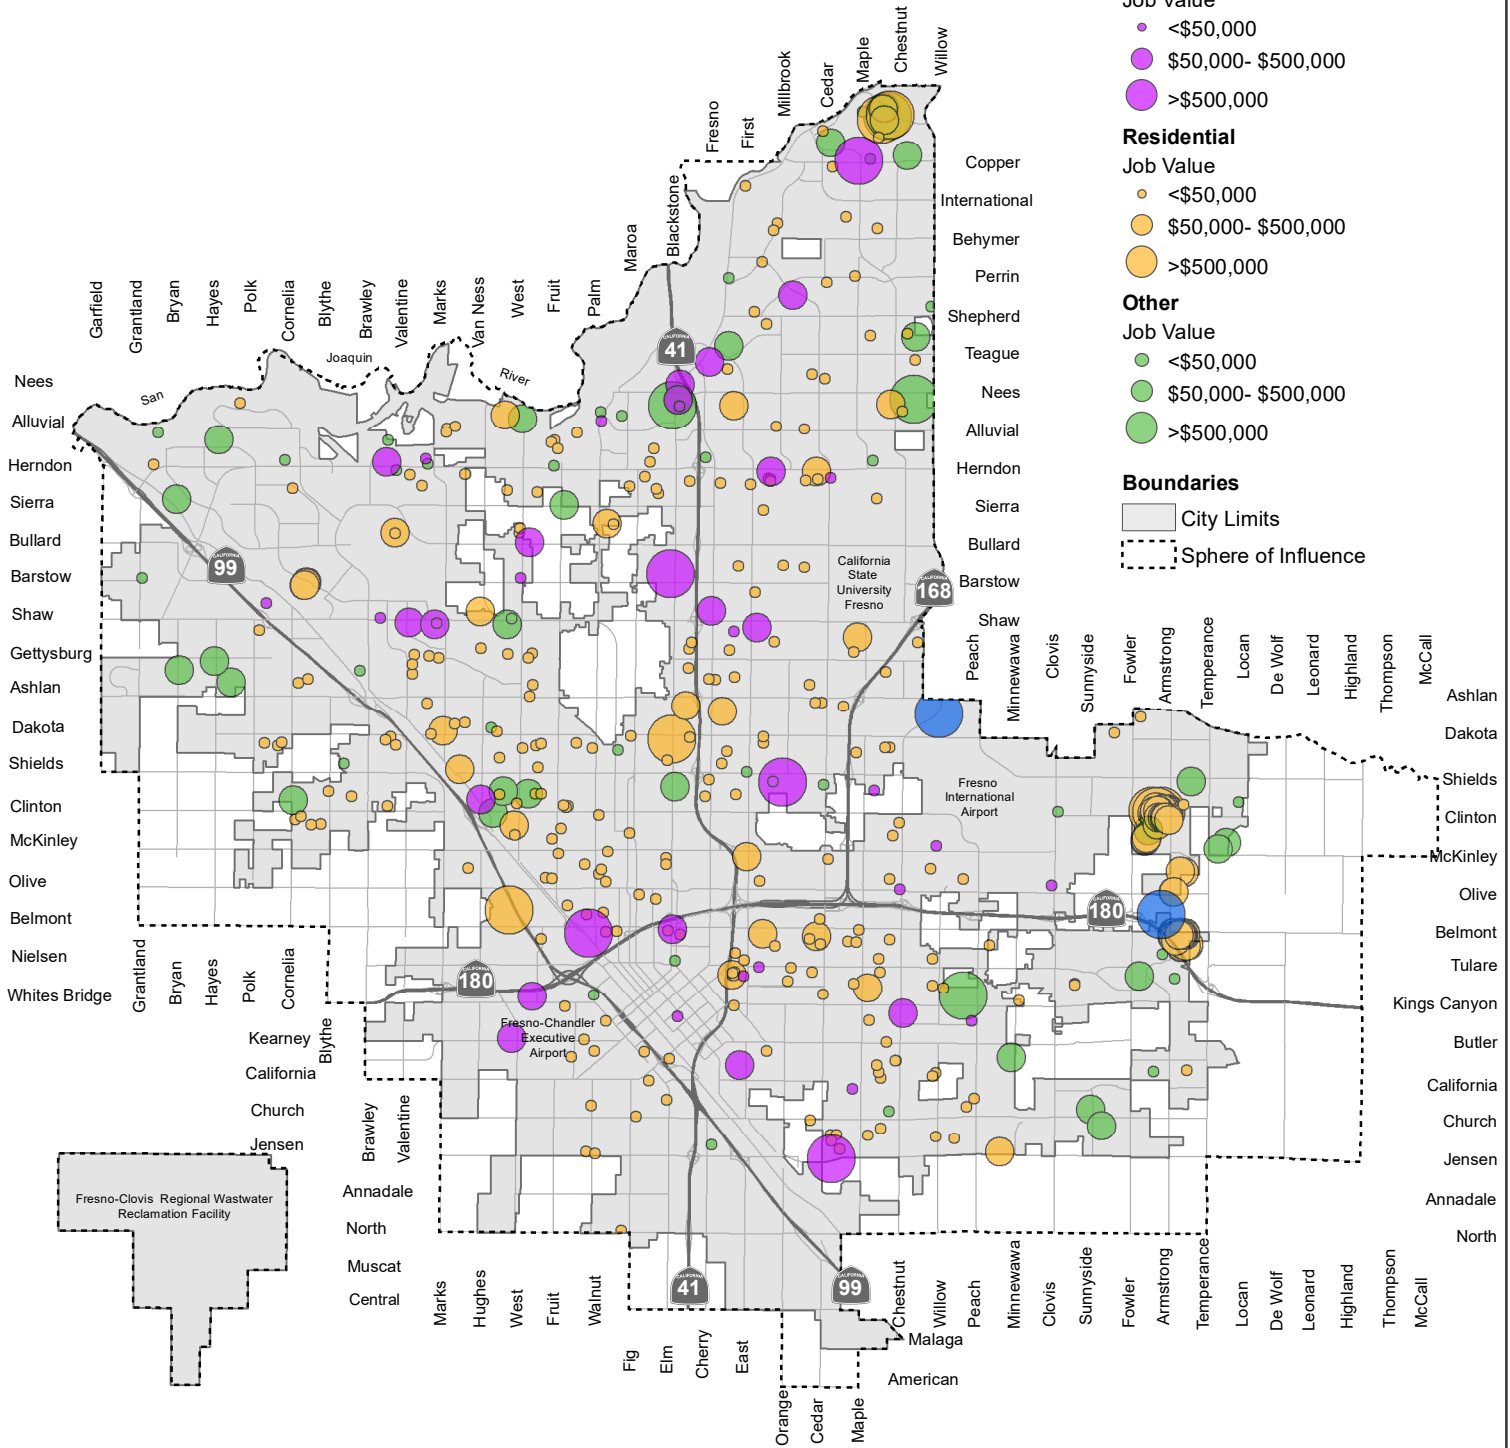 Job Value
<$50,000
$50,000- $500,000
>$500,000
Residential
Job Value
<$50,000
$50,000- $500,000
>$500,000
Other
Job Value
<$50,000
$50,000- $500,000
>$500,000
Boundaries
City Limits
Sphere of Influence
Fresno
First
Millbrook
Cedar
Maple
Chestnut
Willow
Garfield
Grantland
Bryan
Hayes
Polk
Cornelia
Blythe
Brawley
Valentine
Marks
Van Ness
West
Fruit
Palm
Maroa
Blackstone
San
Joaquin
River
Copper
International
Behymer
Perrin
Shepherd
Teague
Nees
Alluvial
Herndon
Sierra
Bullard
Barstow
Shaw
Nees
Alluvial
Herndon
Sierra
Bullard
Barstow
Shaw
Gettysburg
Ashlan
Dakota
Shields
Clinton
McKinley
Olive
Belmont
Nielsen
Whites Bridge
CALIFORNIA
41
CALIFORNIA
99
CALIFORNIA
168
California
State
University
Fresno
Peach
Minnewawa
Clovis
Sunnyside
Fowler
Armstrong
Temperance
Locan
De Wolf
Leonard
Highland
Thompson
McCall
Ashlan
Dakota
Shields
Clinton
McKinley
Olive
Belmont
Tulare
Kings Canyon
Butler
California
Church
Jensen
Annadale
North
Fresno
International
Airport
CALIFORNIA
180
CALIFORNIA
180
Grantland
Bryan
Hayes
Polk
Cornelia
Blythe
Kearney
California
Church
Jensen
Brawley
Valentine
Annadale
North
Muscat
Central
Fresno-Chandler
Executive
Airport
Fresno-Clovis Regional Wastwater
Reclamation Facility
Marks
Hughes
West
Fruit
Walnut
CALIFORNIA
41
CALIFORNIA
99
Chestnut
Willow
Peach
Minnewawa
Clovis
Sunnyside
Fowler
Armstrong
Temperance
Locan
De Wolf
Leonard
Highland
Thompson
McCall
Fig
Elm
Cherry
East
Malaga
American
Orange
Cedar
Maple